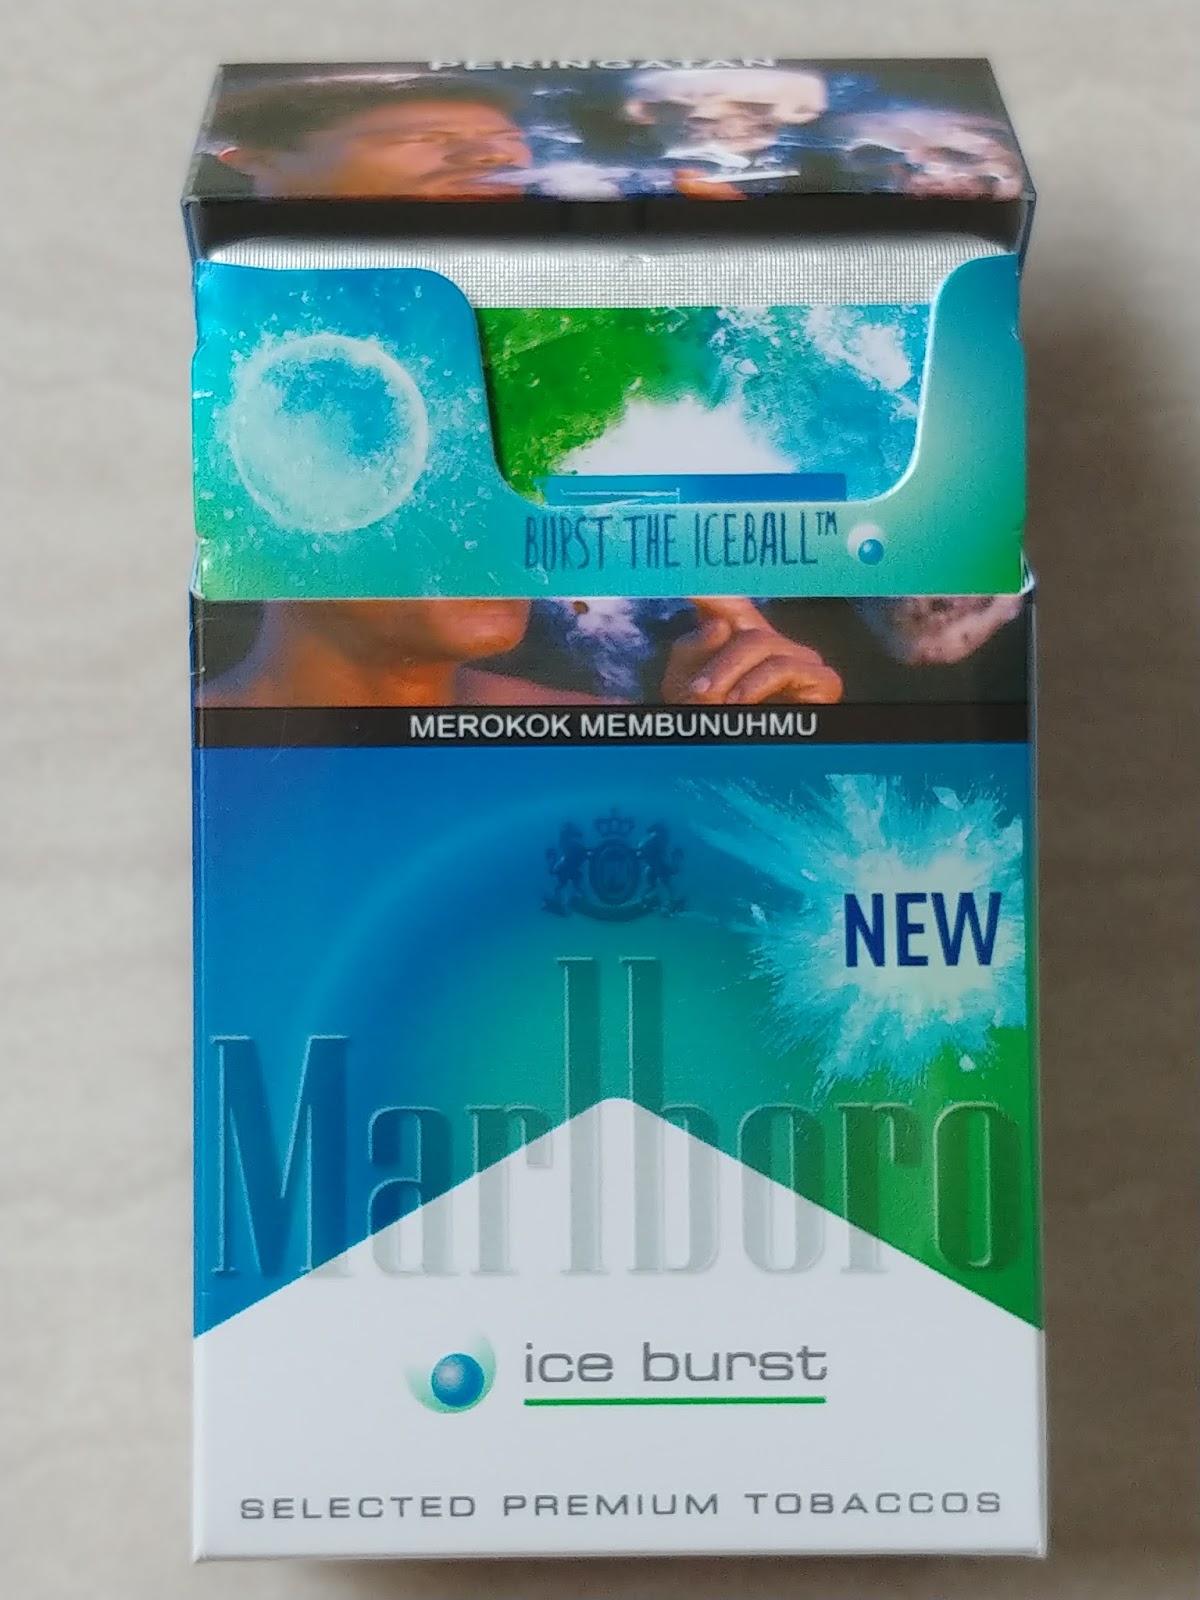 PERINGATAN
BURST THE ICEBALL™
MEROKOK MEMBUNUHMU
NEW
Marlboro
ice burst
SELECTED PREMIUM TOBACCOS